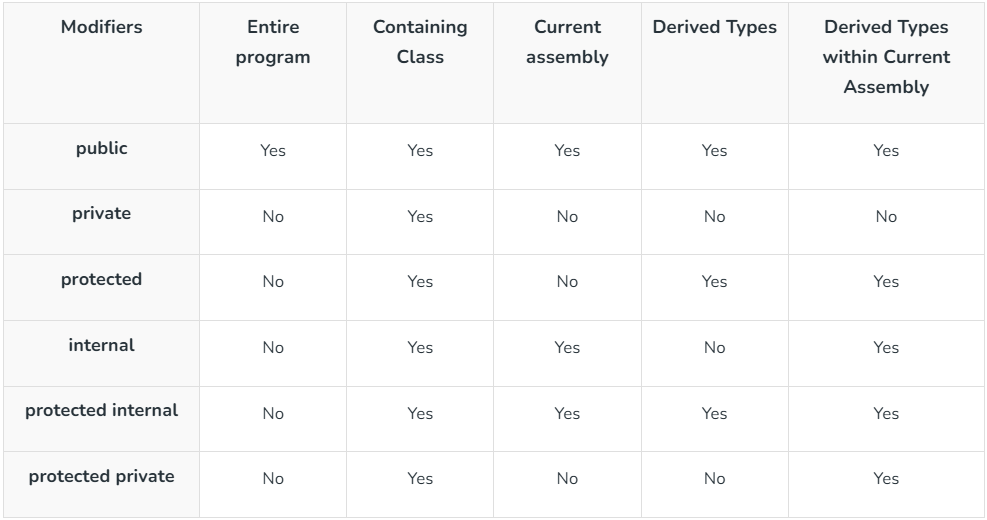 Modifiers Entire program Containing Class Current assembly Derived Types Derived Types within Current Assembly
public Yes Yes Yes Yes Yes
private No Yes No No No
protected No Yes No Yes Yes
internal No Yes Yes No Yes
protected internal No Yes Yes Yes Yes
protected private No Yes No No Yes